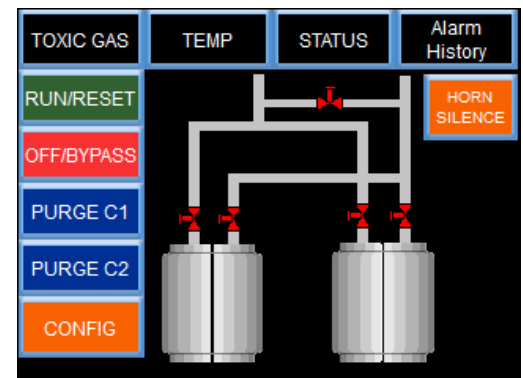 TOXIC GAS
TEMP
STATUS
Alarm
History
RUN/RESET
HORN
SILENCE
OFF/BYPASS
PURGE C1
PURGE C2
CONFIG